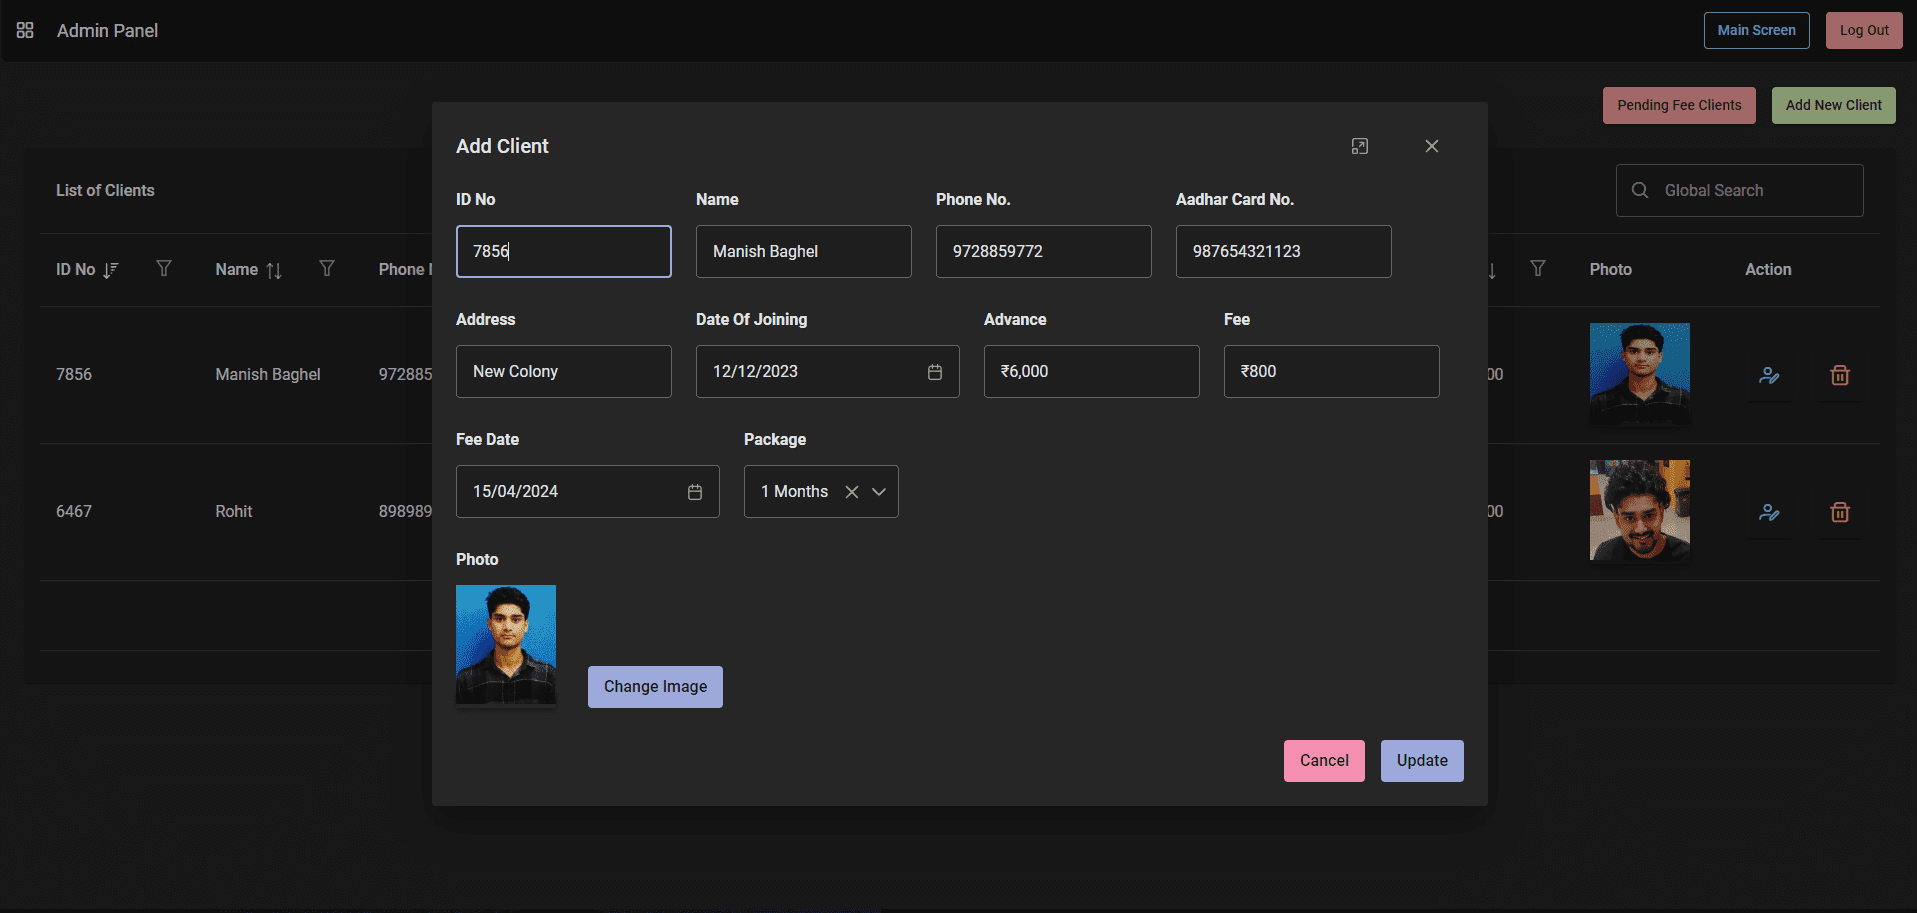 Admin Panel
Main Screen
Log Out
Pending Fee Clients
Add New Client
List of Clients
Global Search
ID No
Name
Phone
Photo
Action
7856
Manish Baghel
972885
00
6467
Rohit
898989
00
Add Client
ID No
Name
Phone No.
Aadhar Card No.
7856
Manish Baghel
9728859772
987654321123
Address
Date Of Joining
Advance
Fee
New Colony
12/12/2023
₹6,000
₹800
Fee Date
Package
15/04/2024
1 Months
Photo
Change Image
Cancel
Update